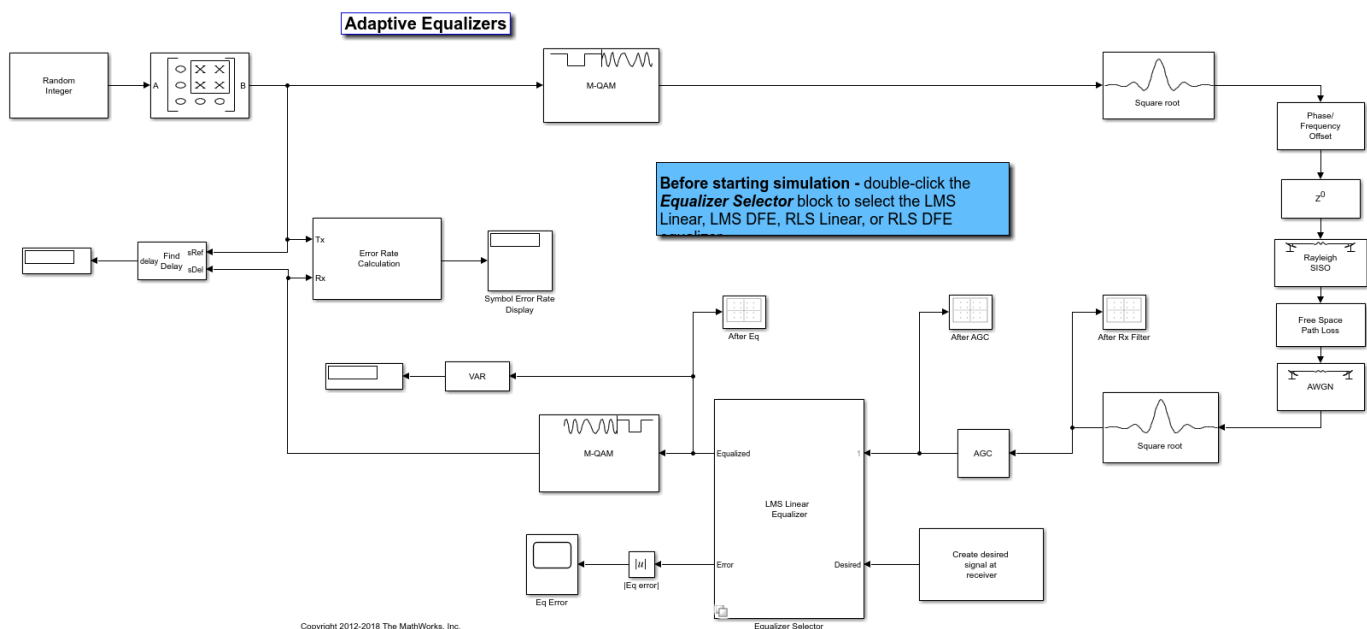 Adaptive Equalizers
Random
Integer
A
B
M-QAM
Square root
Phase/
Frequency
Offset
Before starting simulation - double-click the
Equalizer Selector block to select the LMS
Linear, LMS DFE, RLS Linear, or RLS DFE
equalizer.
Z0
Tx
Rx
Error Rate
Calculation
Symbol Error Rate
Display
delay
Find
Delay
sRef
sDel
Rayleigh
SISO
Free Space
Path Loss
AWGN
After Eq
After AGC
After Rx Filter
VAR
M-QAM
Equalized
1
LMS Linear
Equalizer
Error
Desired
AGC
Square root
Create desired
signal at
receiver
|u|
|Eq error|
Eq Error
Equalizer Selector
Copyright 2012-2018 The MathWorks, Inc.